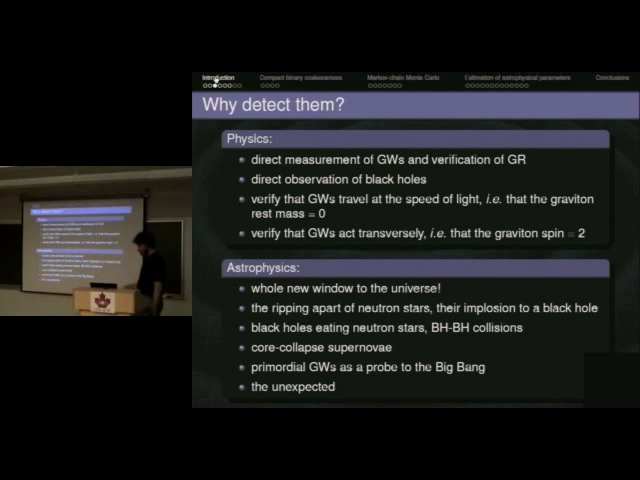 Introduction
Compact binary coalescences
Markov-chain Monte Carlo
Estimation of astrophysical parameters
Conclusions
Why detect them?
Physics:
direct measurement of GWs and verification of GR
direct observation of black holes
verify that GWs travel at the speed of light, i.e. that the graviton
rest mass = 0
verify that GWs act transversely, i.e. that the graviton spin = 2
Astrophysics:
whole new window to the universe!
the ripping apart of neutron stars, their implosion to a black hole
black holes eating neutron stars, BH-BH collisions
core-collapse supernovae
primordial GWs as a probe to the Big Bang
the unexpected